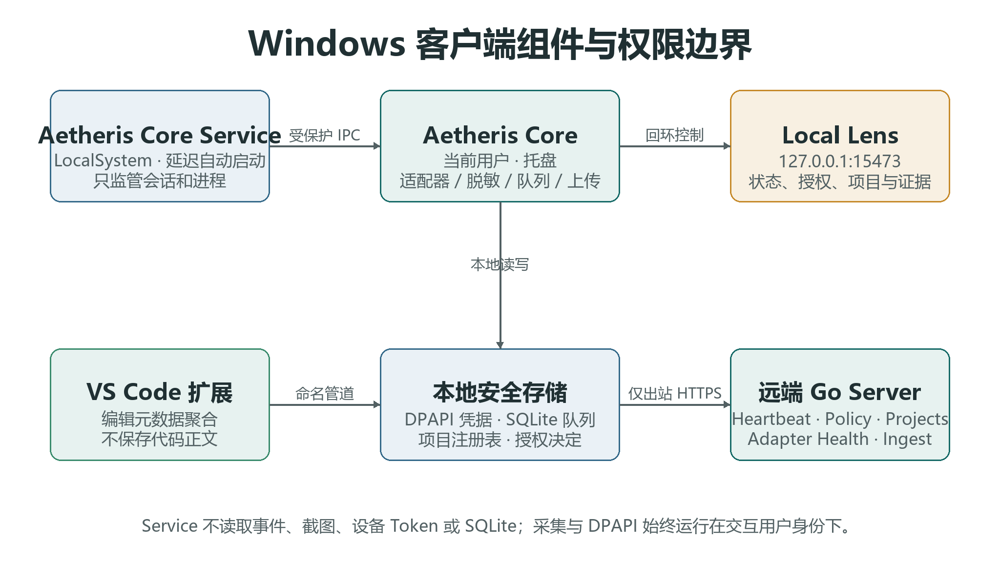 Windows 客户端组件与权限边界
Aetheris Core Service
LocalSystem · 延迟自动启动
只监管会话和进程
受保护 IPC
Aetheris Core
当前用户 · 托盘
适配器 / 脱敏 / 队列 / 上传
回环控制
Local Lens
127.0.0.1:15473
状态、授权、项目与证据
本地读写
VS Code 扩展
编辑元数据聚合
不保存代码正文
命名管道
本地安全存储
DPAPI 凭据 · SQLite 队列
项目注册表 · 授权决定
仅出站 HTTPS
远端 Go Server
Heartbeat · Policy · Projects
Adapter Health · Ingest
Service 不读取事件、截图、设备 Token 或 SQLite；采集与 DPAPI 始终运行在交互用户身份下。